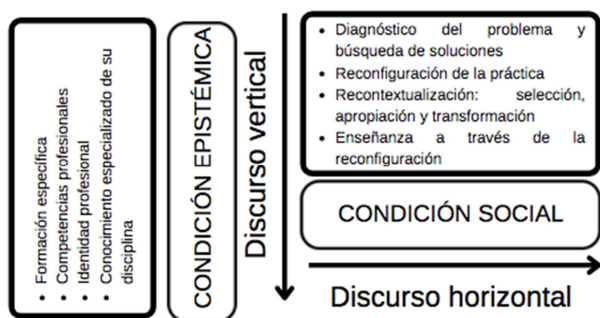 • Formación específica
• Competencias profesionales
• Identidad profesional
• Conocimiento especializado de su
disciplina
CONDICIÓN EPISTÉMICA
Discurso vertical
• Diagnóstico del problema y
búsqueda de soluciones
• Reconfiguración de la práctica
• Recontextualización: selección,
apropiación y transformación
• Enseñanza a través de la
reconfiguración
CONDICIÓN SOCIAL
Discurso horizontal